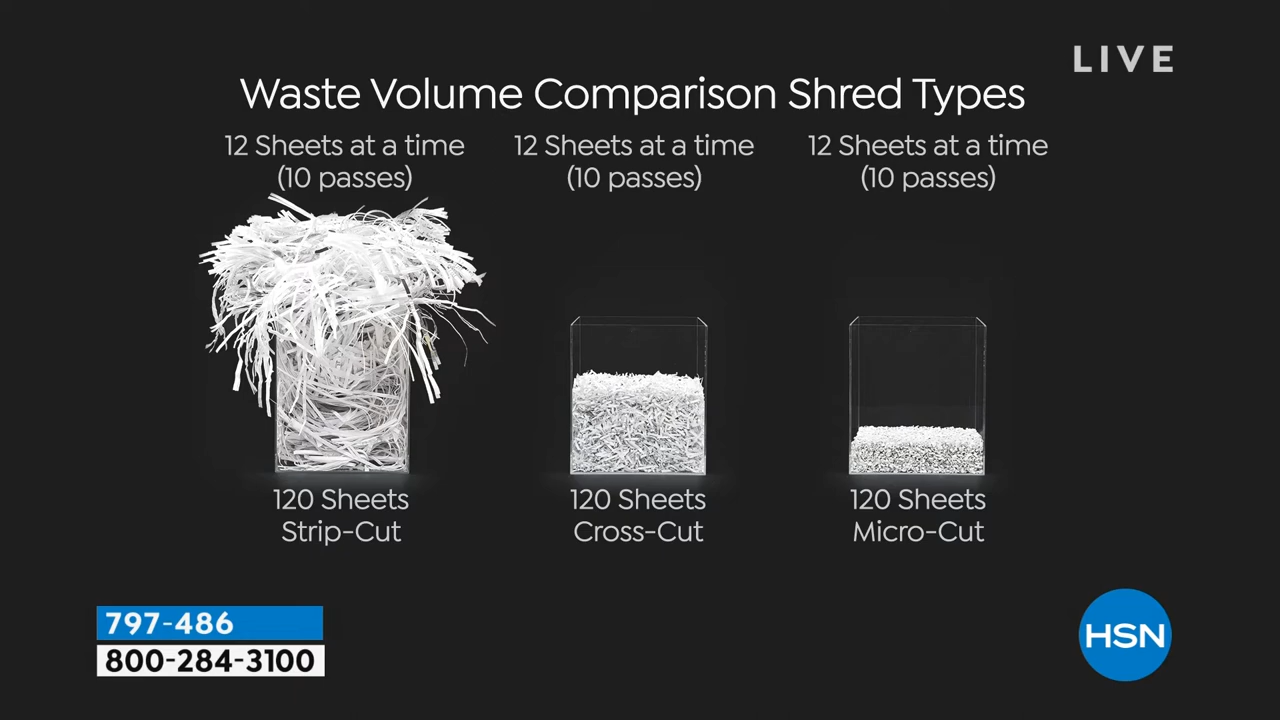 LIVE
Waste Volume Comparison Shred Types
12 Sheets at a time
(10 passes)
12 Sheets at a time
(10 passes)
12 Sheets at a time
(10 passes)
120 Sheets
Strip-Cut
120 Sheets
Cross-Cut
120 Sheets
Micro-Cut
797-486
800-284-3100
HSN